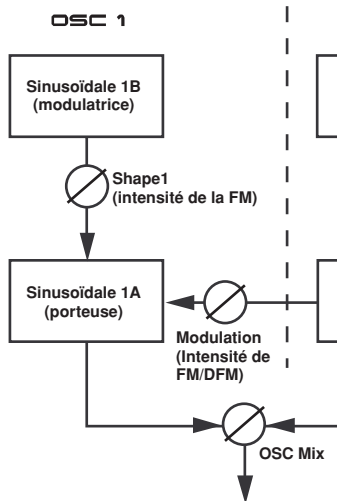 OSC 1
Sinusoïdale 1B
(modulatrice)
Shape1
(intensité de la FM)
Sinusoïdale 1A
(porteuse)
Modulation
(Intensité de
FM/DFM)
OSC Mix